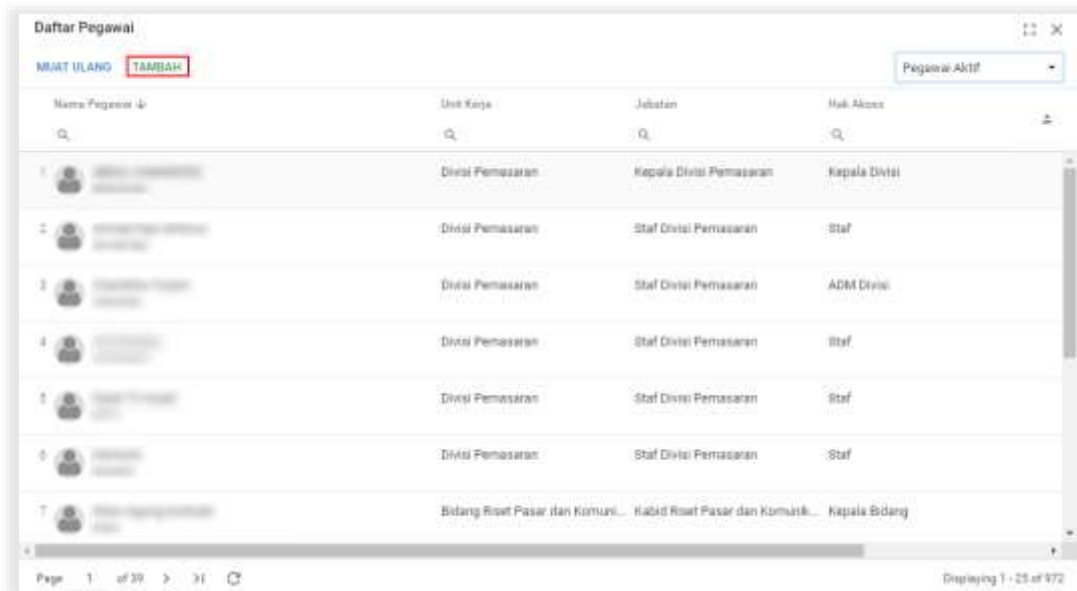 Daftar Pegawai
MUAT ULANG TAMBAH Pegawai Aktif
Nama Pegawai Unit Kerja Jabatan Hak Akses
1 Divisi Pemasaran Kepala Divisi Pemasaran Kepala Divisi
2 Divisi Pemasaran Staf Divisi Pemasaran Staf
3 Divisi Pemasaran Staf Divisi Pemasaran ADM Divisi
4 Divisi Pemasaran Staf Divisi Pemasaran Staf
5 Divisi Pemasaran Staf Divisi Pemasaran Staf
6 Divisi Pemasaran Staf Divisi Pemasaran Staf
7 Bidang Riset Pasar dan Komuni... Kabid Riset Pasar dan Komunik... Kepala Bidang
Page 1 of 39 Displaying 1 - 25 of 972